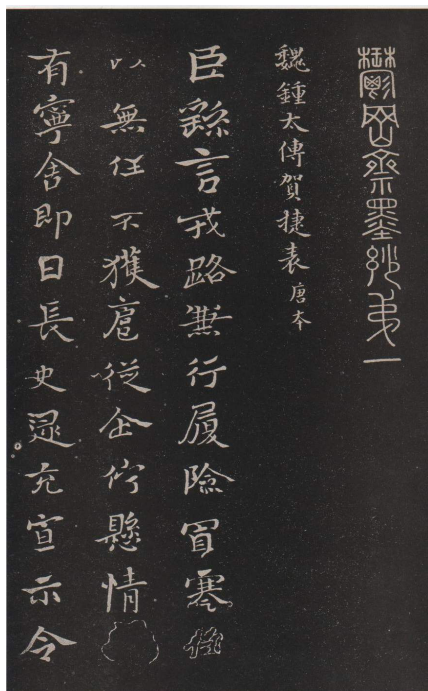 鬱岡齋墨妙第一
魏鍾太傅賀捷表唐本
臣繇言戎路兼行履險冒寒臣
以無任不獲扈從企佇懸情
有寧舍即日長史逯充宣示令